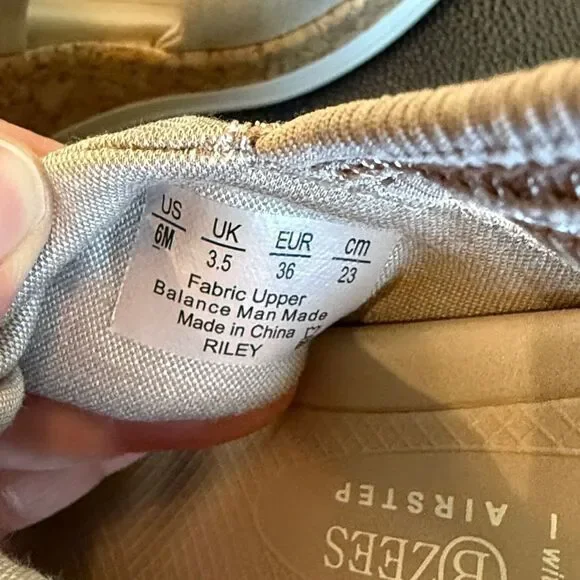 US UK EUR cm
6M 3.5 36 23
Fabric Upper
Balance Man Made
Made in China
RILEY
AIRSTEP
BZEES